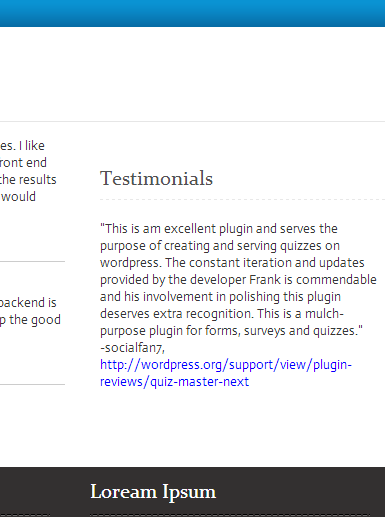 es. I like
ront end
the results
would
backend is
p the good
Testimonials
"This is am excellent plugin and serves the
purpose of creating and serving quizzes on
wordpress. The constant iteration and updates
provided by the developer Frank is commendable
and his involvement in polishing this plugin
deserves extra recognition. This is a mulch-
purpose plugin for forms, surveys and quizzes."
-socialfan7,
http://wordpress.org/support/view/plugin-
reviews/quiz-master-next
Loream Ipsum